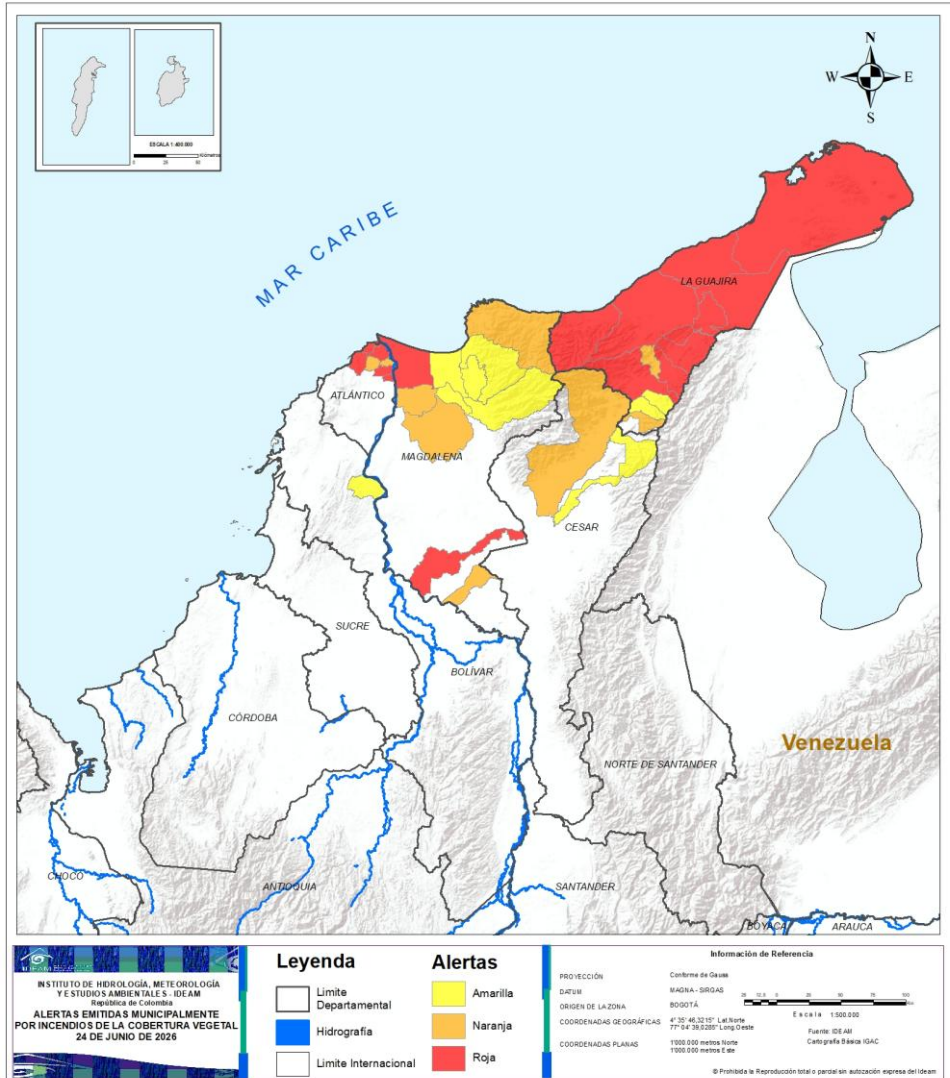 ESCALA 1:400.000
Kilómetros
N
W
E
S
MAR CARIBE
LA GUAJIRA
ATLÁNTICO
MAGDALENA
CESAR
SUCRE
BOLÍVAR
CÓRDOBA
Venezuela
NORTE DE SANTANDER
CHOCÓ
ANTIOQUIA
SANTANDER
BOYACÁ
ARAUCA
IDEAM
INSTITUTO DE HIDROLOGÍA, METEOROLOGÍA
Y ESTUDIOS AMBIENTALES - IDEAM
República de Colombia
ALERTAS EMITIDAS MUNICIPALMENTE
POR INCENDIOS DE LA COBERTURA VEGETAL
24 DE JUNIO DE 2026
Leyenda
Limite
Departamental
Hidrografía
Limite Internacional
Alertas
Amarilla
Naranja
Roja
Información de Referencia
PROYECCIÓN
Conforme de Gauss
DATUM
MAGNA - SIRGAS
ORIGEN DE LA ZONA
BOGOTÁ
COORDENADAS GEOGRÁFICAS
4° 35' 46,3215" Lat.Norte
77° 04' 39,0285" Long.Oeste
COORDENADAS PLANAS
1'000.000 metros Norte
1'000.000 metros Este
Escala 1:500.000
Fuente: IDEAM
Cartografía Básica IGAC
© Prohibida la Reproducción total o parcial sin autozación expresa del Ideam